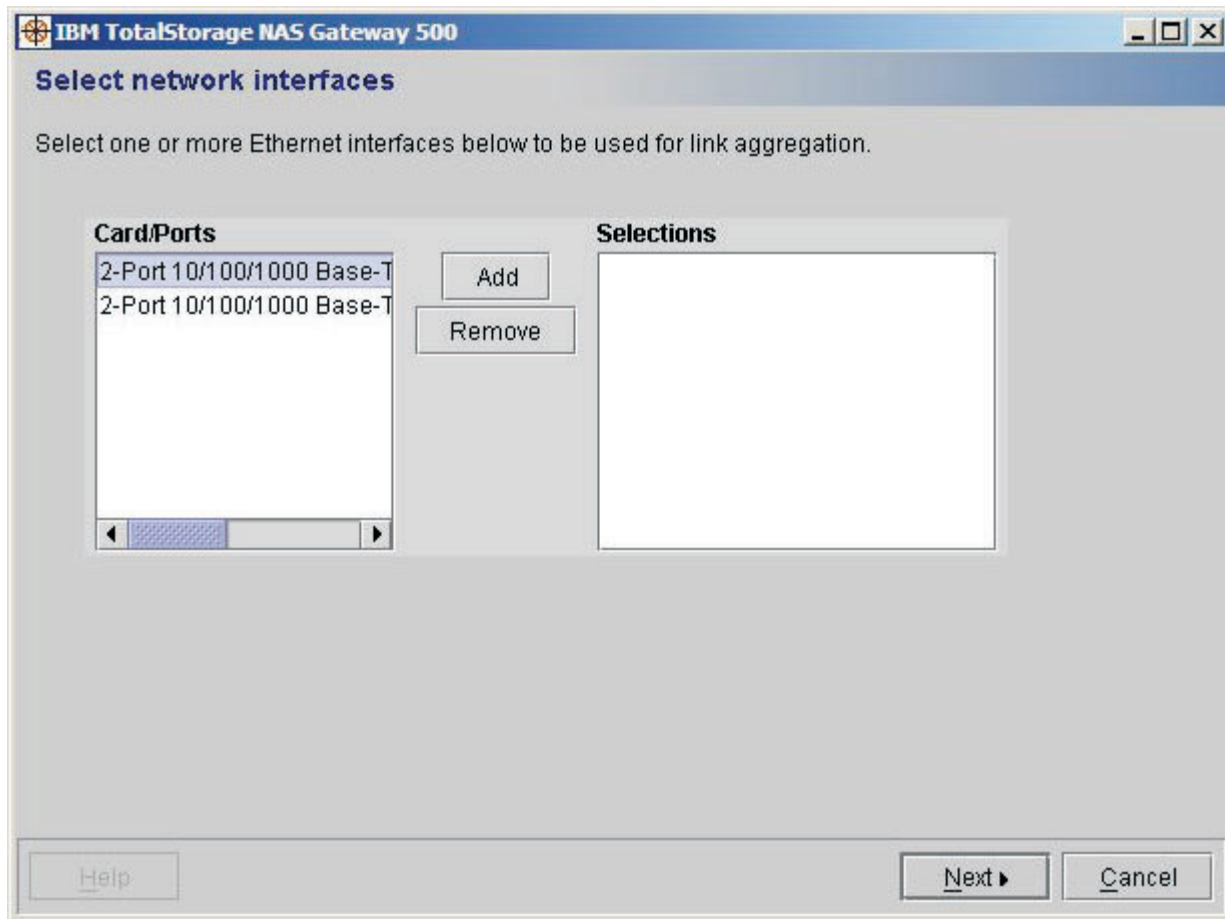 IBM TotalStorage NAS Gateway 500
Select network interfaces
Select one or more Ethernet interfaces below to be used for link aggregation.
Card/Ports
Selections
2-Port 10/100/1000 Base-T
2-Port 10/100/1000 Base-T
Add
Remove
Help
Next
Cancel